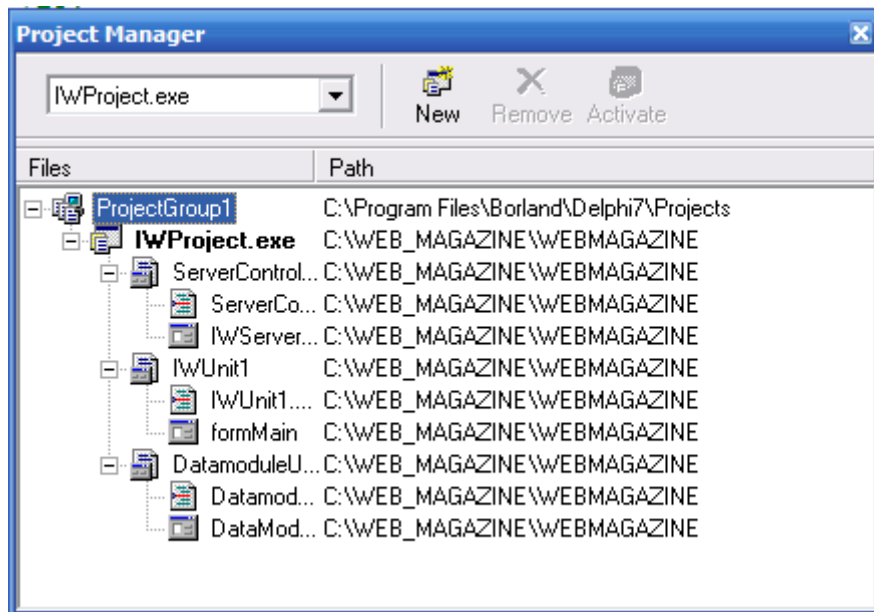 Project Manager
IWProject.exe
New Remove Activate
Files Path
ProjectGroup1 C:\Program Files\Borland\Delphi7\Projects
IWProject.exe C:\WEB_MAGAZINE\WEBMAGAZINE
ServerControl... C:\WEB_MAGAZINE\WEBMAGAZINE
ServerCo... C:\WEB_MAGAZINE\WEBMAGAZINE
IWServer... C:\WEB_MAGAZINE\WEBMAGAZINE
IWUnit1 C:\WEB_MAGAZINE\WEBMAGAZINE
IWUnit1.... C:\WEB_MAGAZINE\WEBMAGAZINE
formMain C:\WEB_MAGAZINE\WEBMAGAZINE
DatamoduleU... C:\WEB_MAGAZINE\WEBMAGAZINE
Datamod... C:\WEB_MAGAZINE\WEBMAGAZINE
DataMod... C:\WEB_MAGAZINE\WEBMAGAZINE